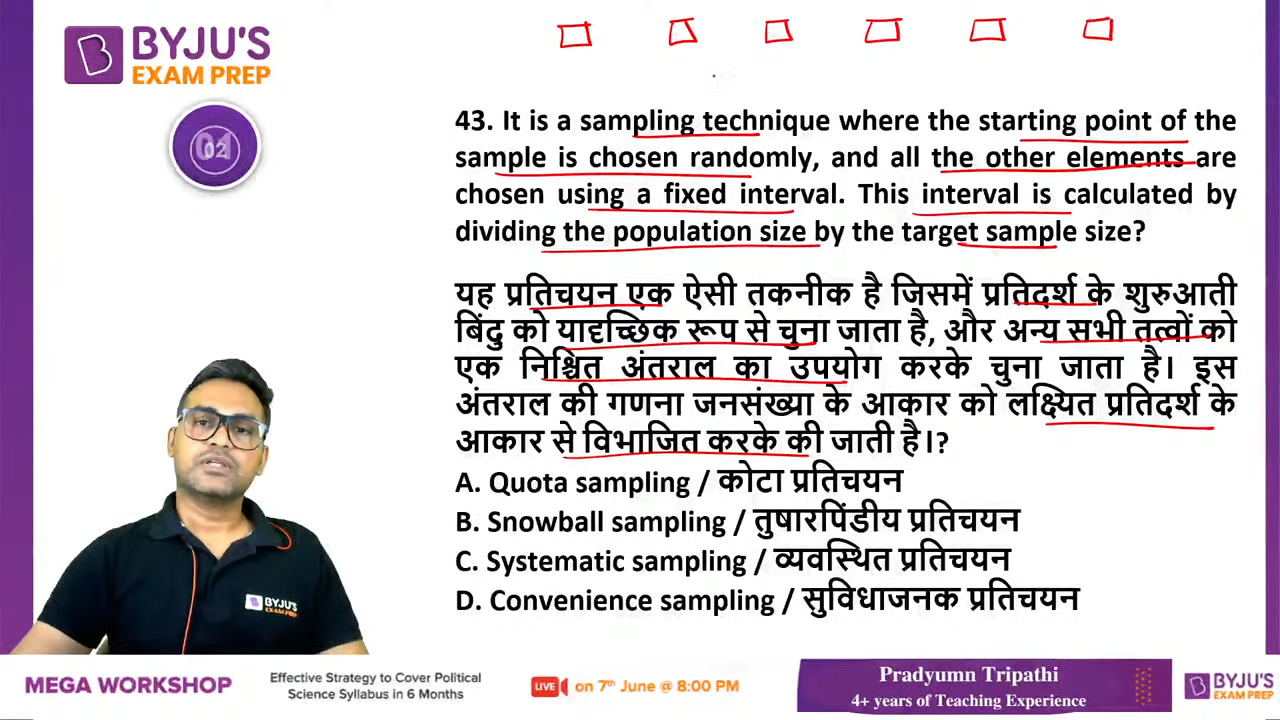 BYJU'S
EXAM PREP
02
43. It is a sampling technique where the starting point of the
sample is chosen randomly, and all the other elements are
chosen using a fixed interval. This interval is calculated by
dividing the population size by the target sample size?
यह प्रतिचयन एक ऐसी तकनीक है जिसमें प्रतिदर्श के शुरुआती
बिंदु को यादृच्छिक रूप से चुना जाता है, और अन्य सभी तत्वों को
एक निश्चित अंतराल का उपयोग करके चुना जाता है। इस
अंतराल की गणना जनसंख्या के आकार को लक्ष्यित प्रतिदर्श के
आकार से विभाजित करके की जाती है।?
A. Quota sampling / कोटा प्रतिचयन
B. Snowball sampling / तुषारपिंडीय प्रतिचयन
C. Systematic sampling / व्यवस्थित प्रतिचयन
D. Convenience sampling / सुविधाजनक प्रतिचयन
BYJU'S
EXAM PREP
MEGA WORKSHOP
Effective Strategy to Cover Political
Science Syllabus in 6 Months
LIVE on 7th June @ 8:00 PM
Pradyumn Tripathi
4+ years of Teaching Experience
BYJU'S
EXAM PREP